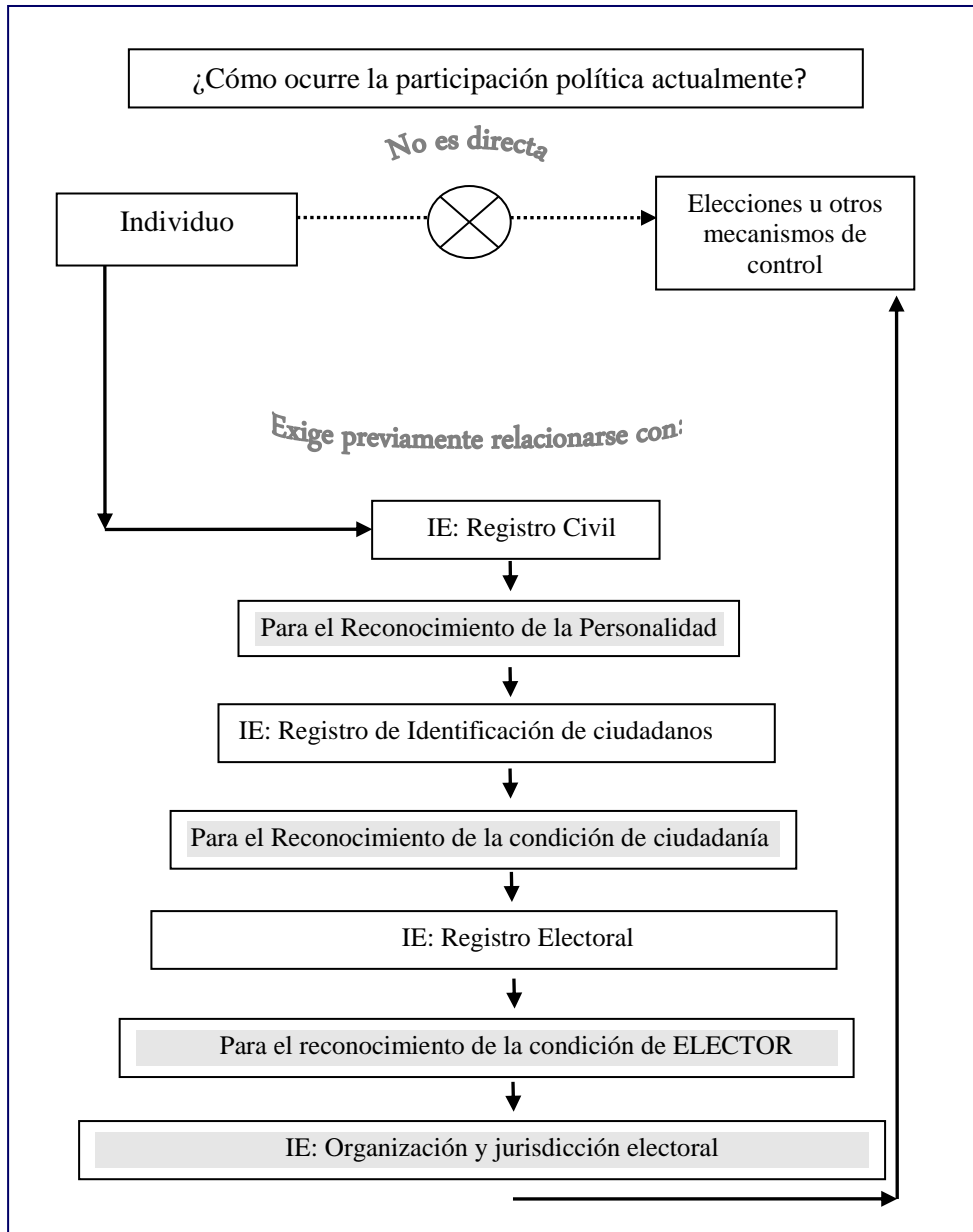 ¿Cómo ocurre la participación política actualmente?
No es directa
Individuo
Elecciones u otros
mecanismos de
control
Exige previamente relacionarse con:
IE: Registro Civil
Para el Reconocimiento de la Personalidad
IE: Registro de Identificación de ciudadanos
Para el Reconocimiento de la condición de ciudadanía
IE: Registro Electoral
Para el reconocimiento de la condición de ELECTOR
IE: Organización y jurisdicción electoral